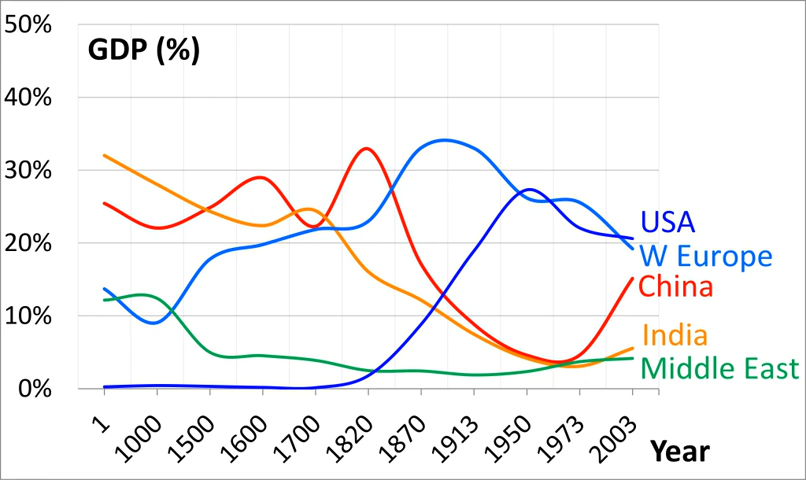 50%
GDP (%)
40%
30%
20%
10%
0%
USA
W Europe
China
India
Middle East
1
1000
1500
1600
1700
1820
1870
1913
1950
1973
2003
Year